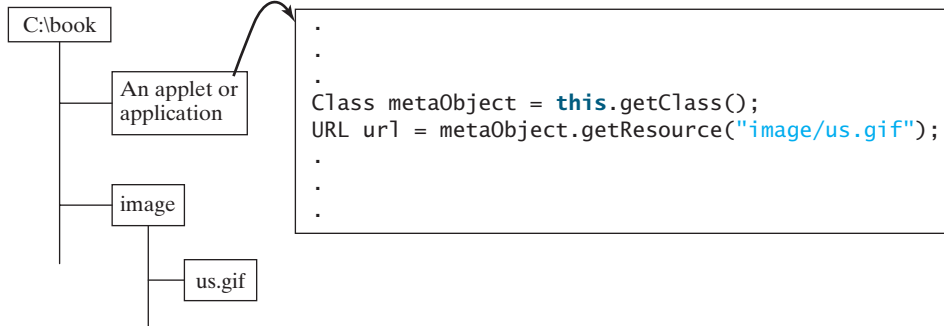 C:\book
An applet or
application
image
us.gif
.
.
.
Class metaObject = this.getClass();
URL url = metaObject.getResource("image/us.gif");
.
.
.